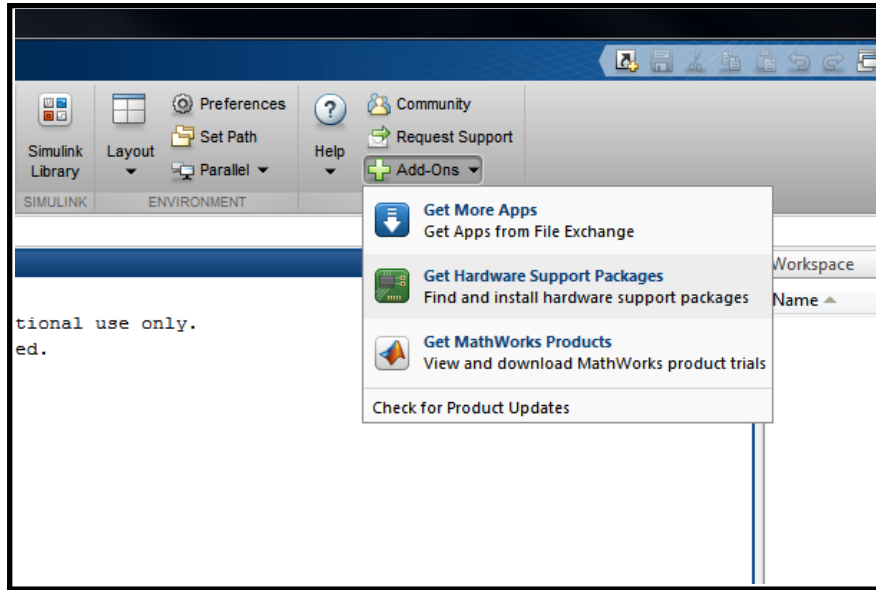 Preferences
Community
Set Path
Request Support
Simulink
Library
Layout
Help
Parallel
Add-Ons
SIMULINK
ENVIRONMENT
Get More Apps
Get Apps from File Exchange
Get Hardware Support Packages
Find and install hardware support packages
Get MathWorks Products
View and download MathWorks product trials
Check for Product Updates
Workspace
Name
tional use only.
ed.